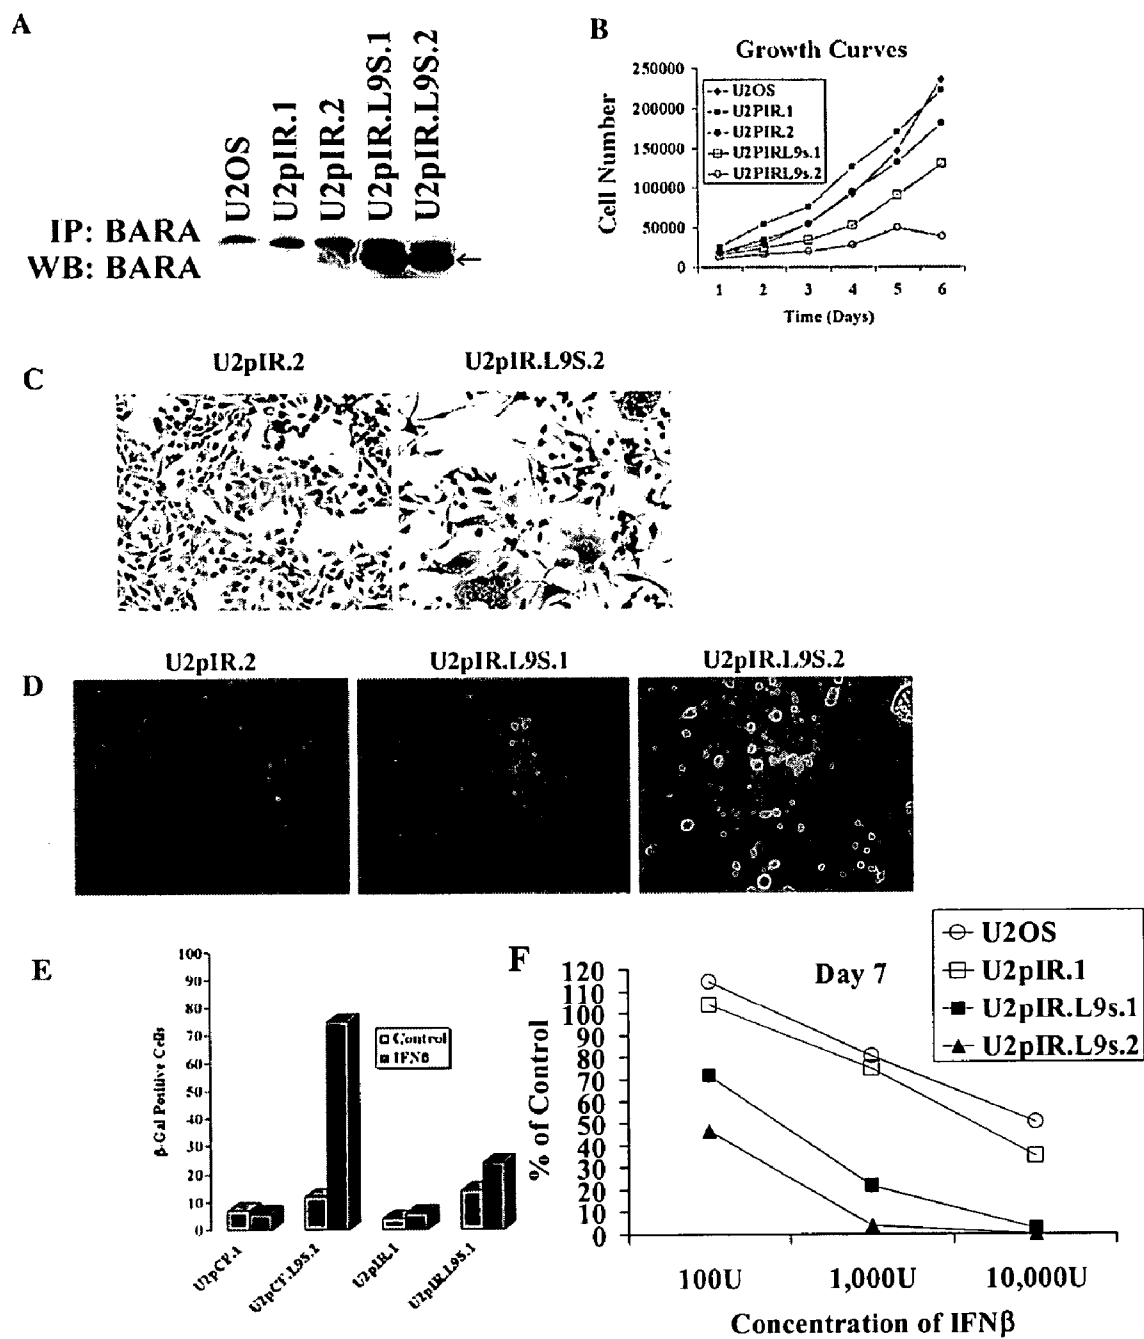 A
U2OS
U2pIR.1
U2pIR.2
U2pIR.L9S.1
U2pIR.L9S.2
IP: BARA
WB: BARA
B
Growth Curves
U2OS
U2PIR.1
U2PIR.2
U2PIRL9s.1
U2PIRL9s.2
Cell Number
250000
200000
150000
100000
50000
0
1 2 3 4 5 6
Time (Days)
C
U2pIR.2
U2pIR.L9S.2
D
U2pIR.2
U2pIR.L9S.1
U2pIR.L9S.2
E
β-Gal Positive Cells
100
90
80
70
60
50
40
30
20
10
0
Control
IFNβ
U2pCT.1
U2pCT.L9S.1
U2pIR.1
U2pIR.L9S.1
F
Day 7
U2OS
U2pIR.1
U2pIR.L9s.1
U2pIR.L9s.2
% of Control
120
110
100
90
80
70
60
50
40
30
20
10
0
100U 1,000U 10,000U
Concentration of IFNβ